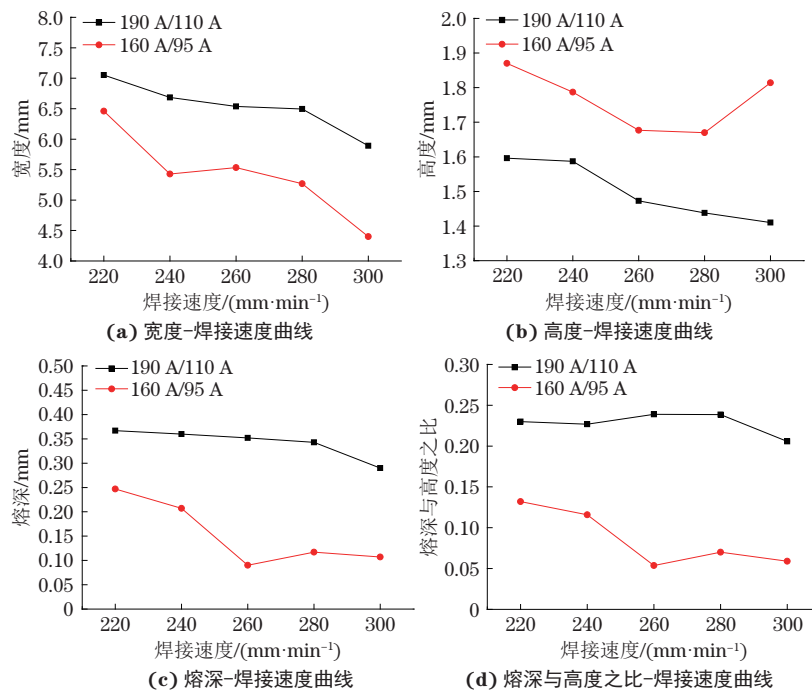 8.0
7.5
7.0
6.5
6.0
5.5
5.0
4.5
4.0
宽度/mm
190 A/110 A
160 A/95 A
220 240 260 280 300
焊接速度/(mm·min⁻¹)
(a) 宽度-焊接速度曲线
2.0
1.9
1.8
1.7
1.6
1.5
1.4
1.3
高度/mm
190 A/110 A
160 A/95 A
220 240 260 280 300
焊接速度/(mm·min⁻¹)
(b) 高度-焊接速度曲线
0.50
0.45
0.40
0.35
0.30
0.25
0.20
0.15
0.10
0.05
0
熔深/mm
190 A/110 A
160 A/95 A
220 240 260 280 300
焊接速度/(mm·min⁻¹)
(c) 熔深-焊接速度曲线
0.30
0.25
0.20
0.15
0.10
0.05
0
熔深与高度之比
190 A/110 A
160 A/95 A
220 240 260 280 300
焊接速度/(mm·min⁻¹)
(d) 熔深与高度之比-焊接速度曲线